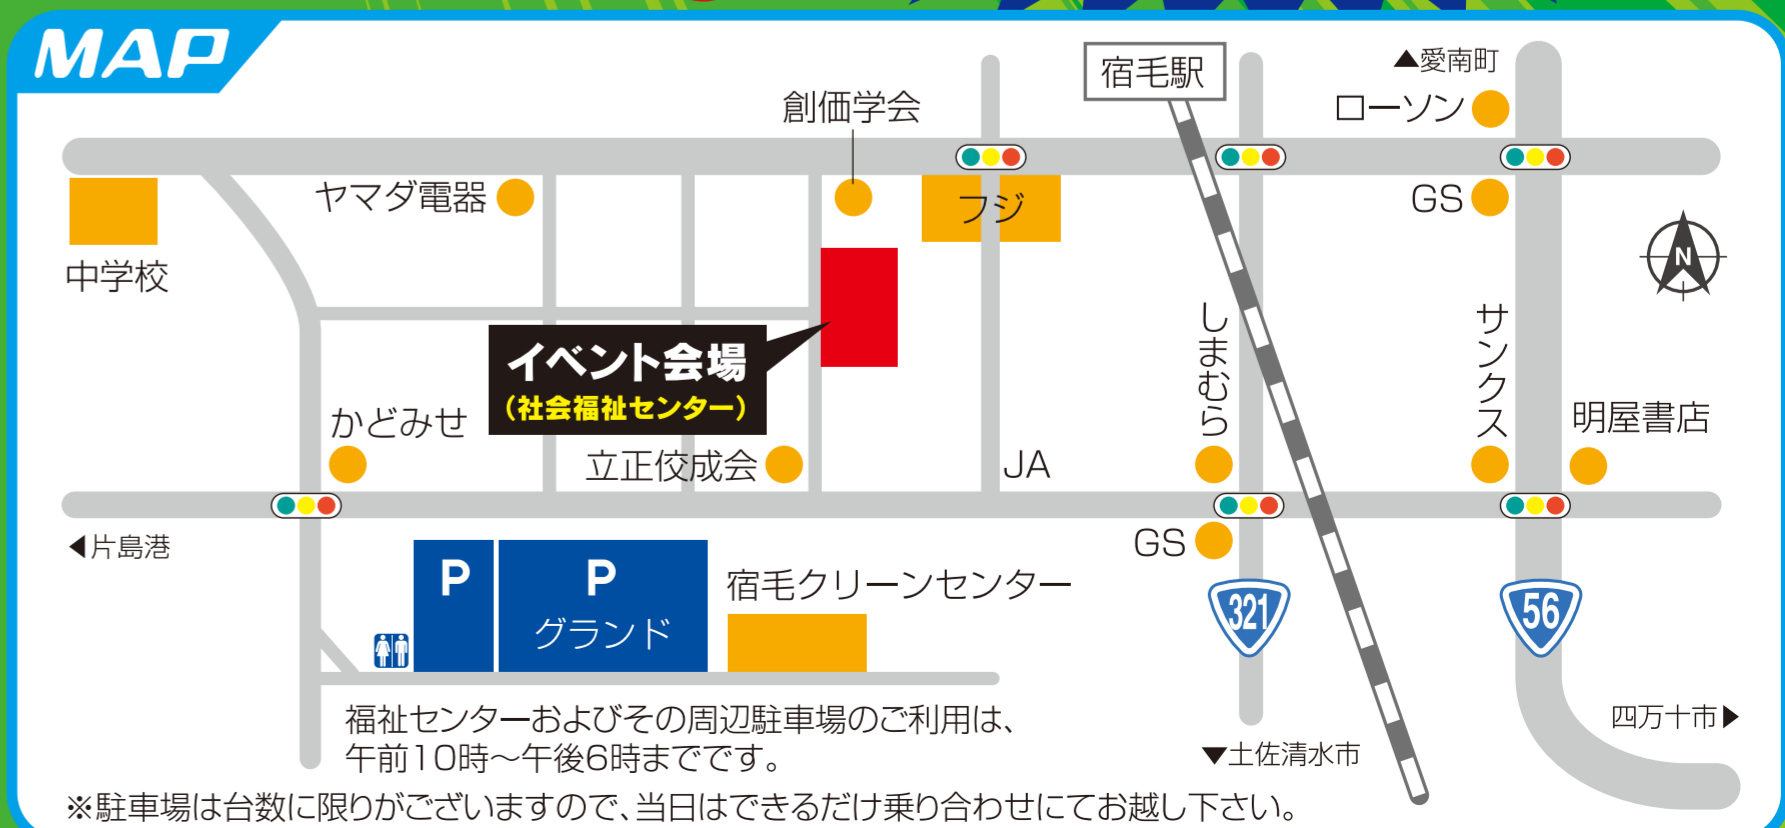 MAP
宿毛駅
▲愛南町
ローソン
創価学会
ヤマダ電器
フジ
GS
中学校
N
イベント会場
(社会福祉センター)
しまむら
サンクス
かどみせ
明屋書店
立正佼成会
JA
◀片島港
GS
P
P
グランド
宿毛クリーンセンター
321
56
福祉センターおよびその周辺駐車場のご利用は、
午前10時〜午後6時までです。
四万十市▶
▼土佐清水市
※駐車場は台数に限りがございますので、当日はできるだけ乗り合わせにてお越し下さい。